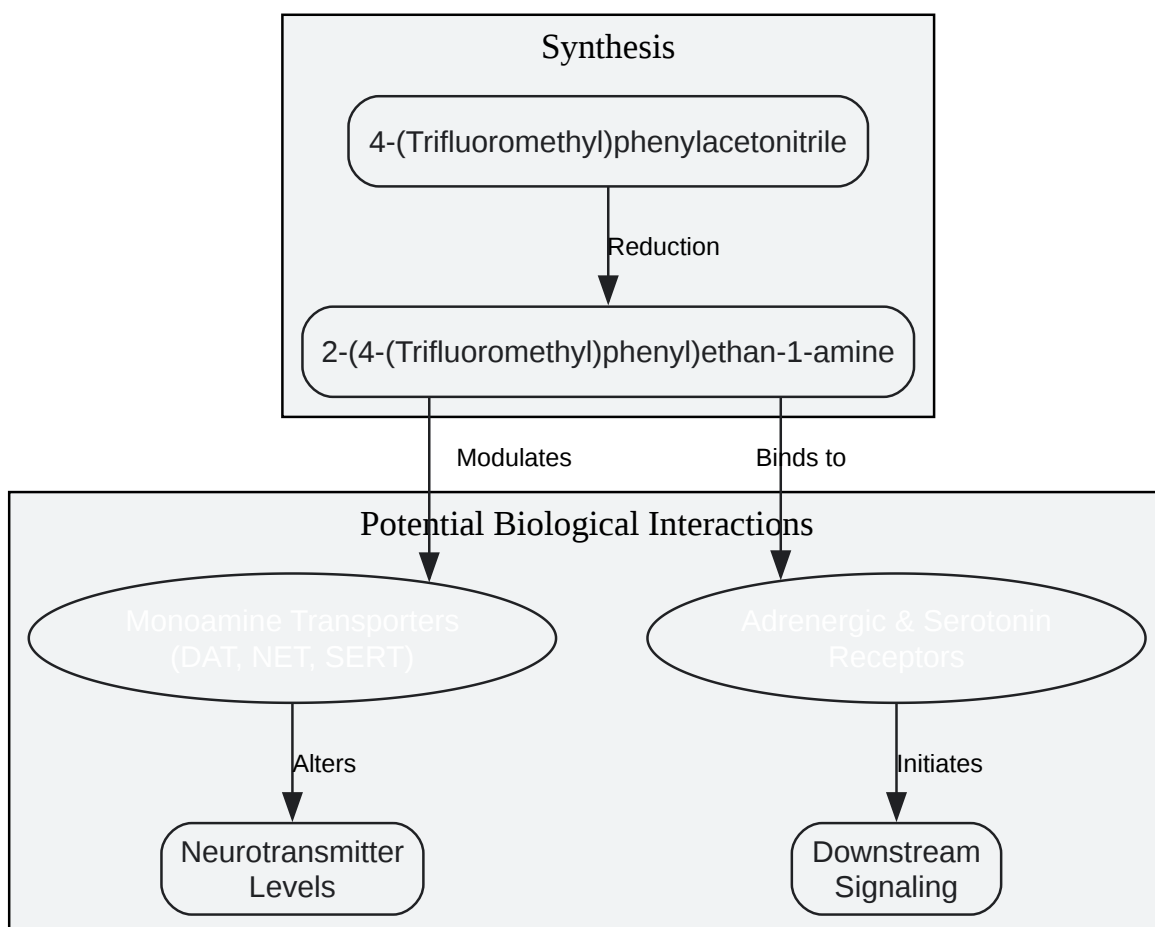 Synthesis
4-(Trifluoromethyl)phenylacetonitrile
Reduction
2-(4-(Trifluoromethyl)phenyl)ethan-1-amine
Modulates
Binds to
Potential Biological Interactions
Monoamine Transporters
(DAT, NET, SERT)
Adrenergic & Serotonin
Receptors
Alters
Initiates
Neurotransmitter
Levels
Downstream
Signaling